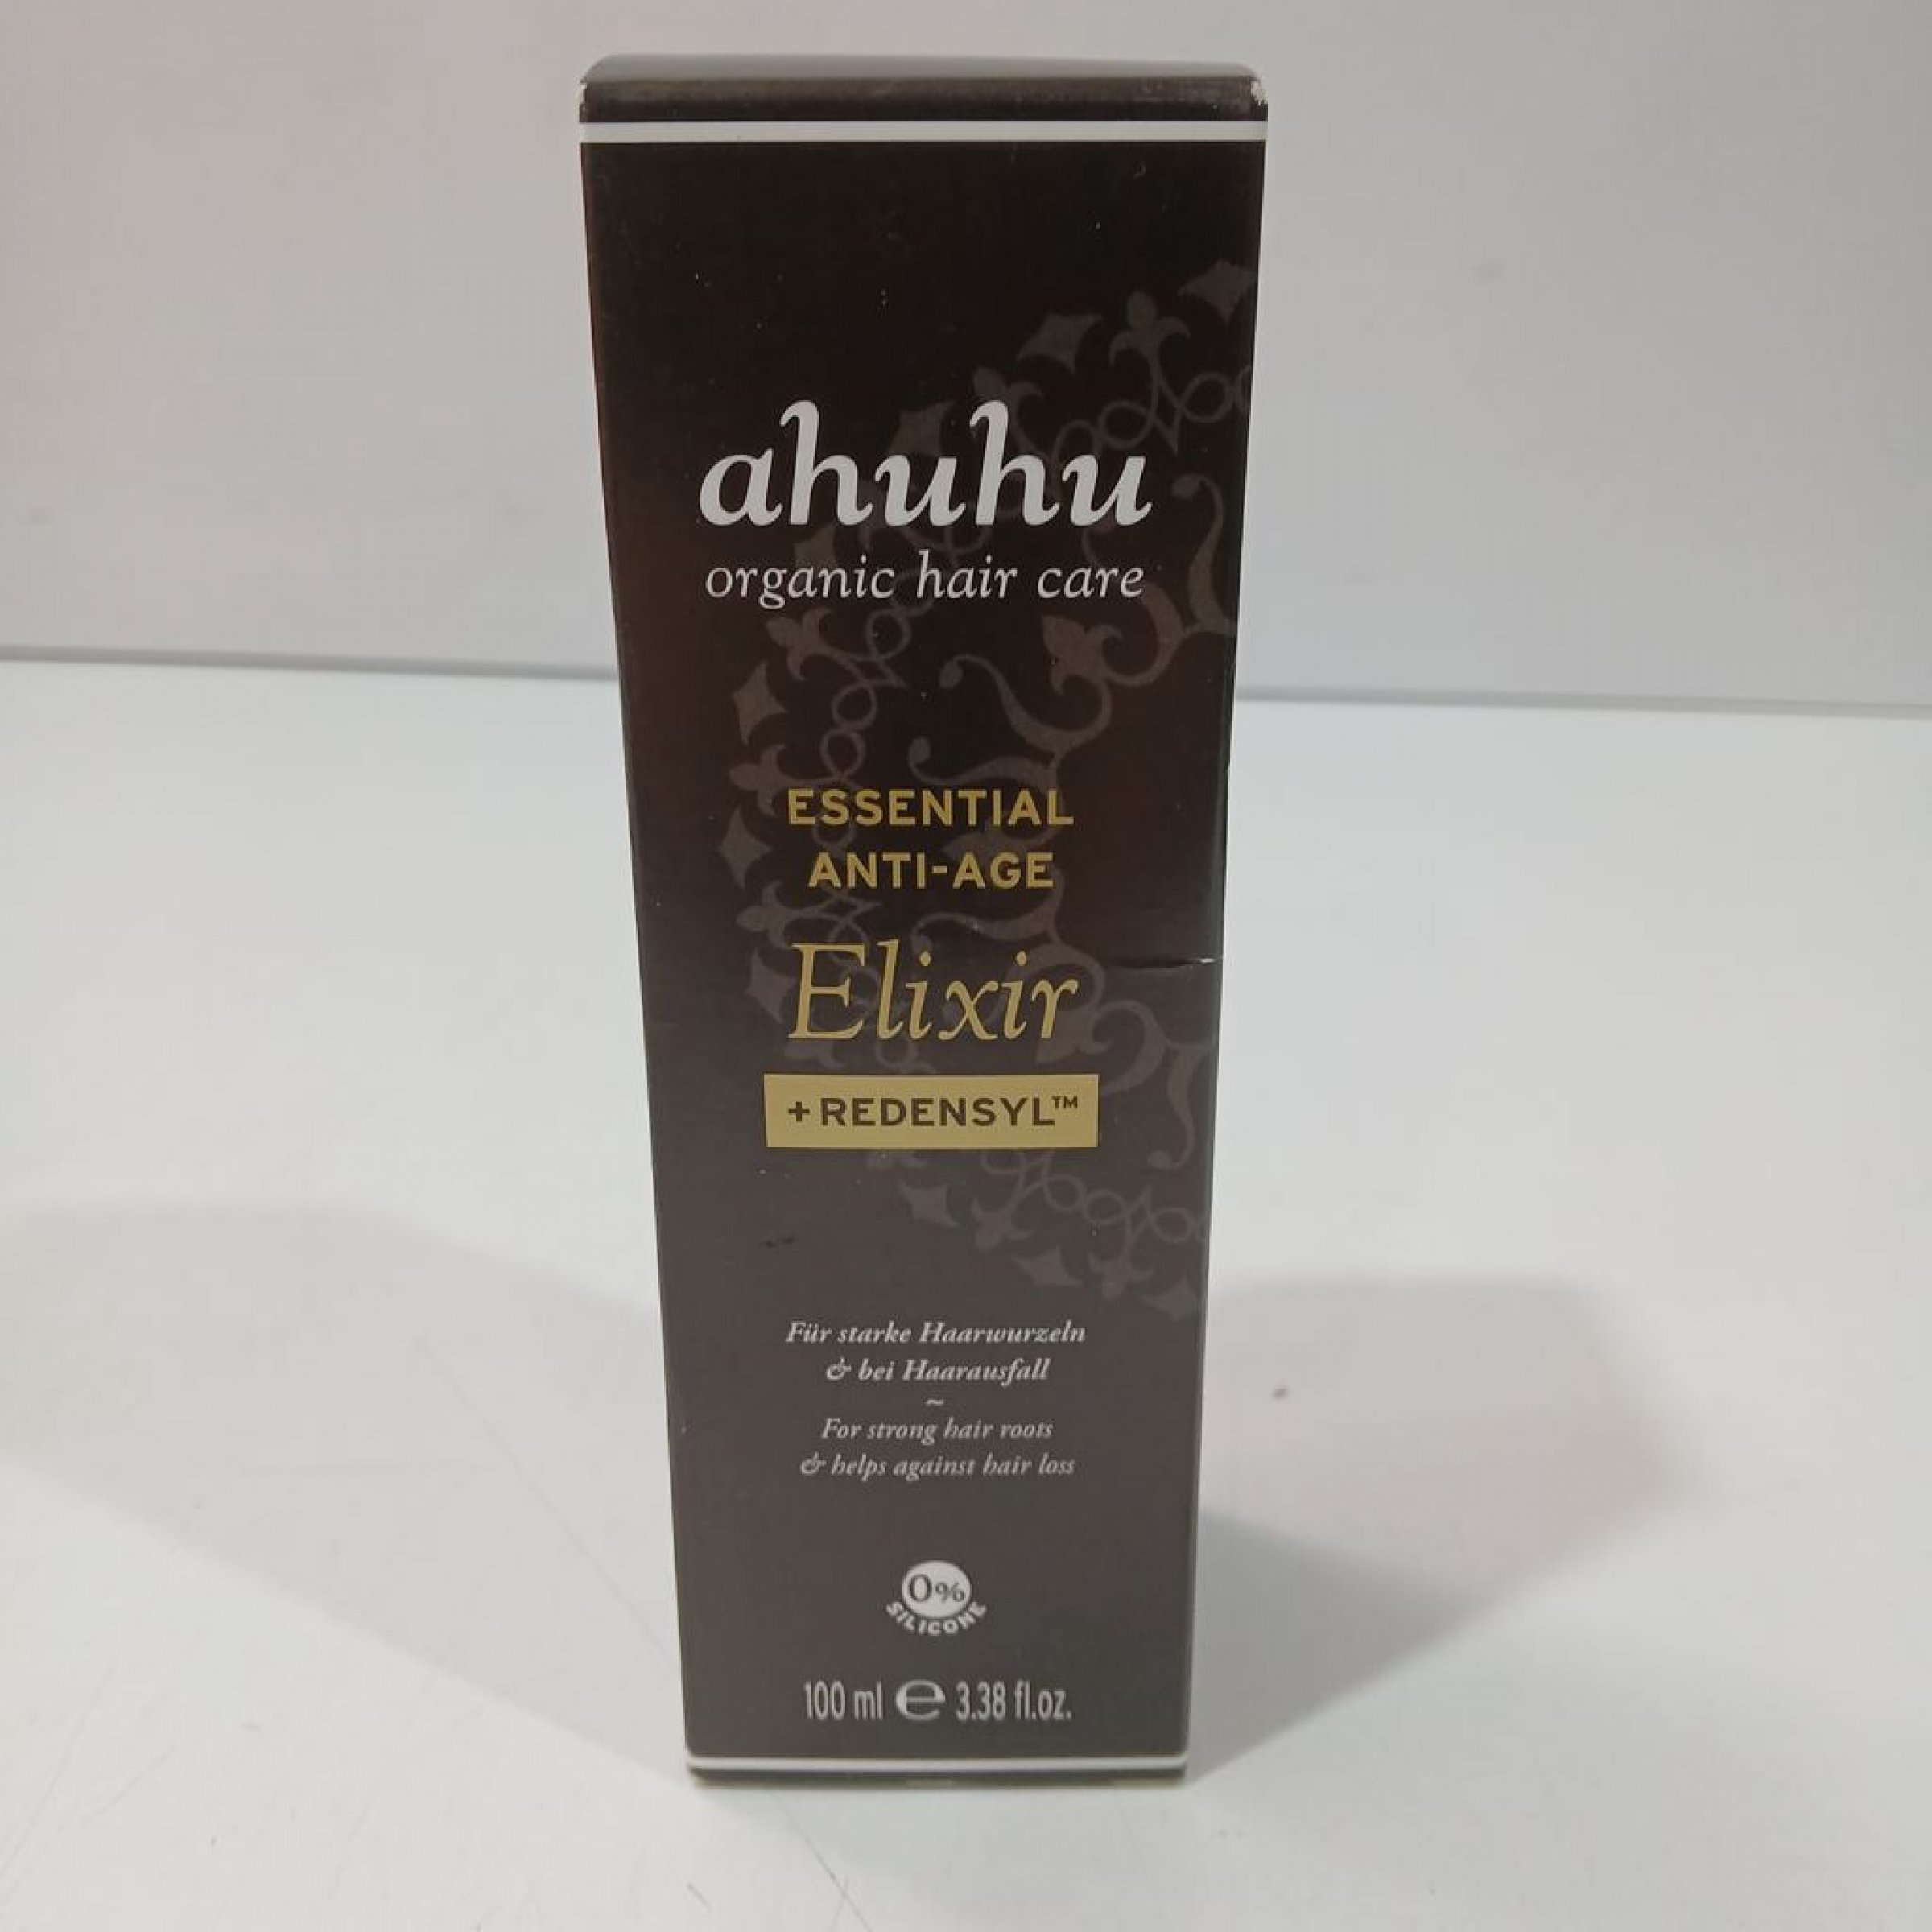 ahuhu
organic hair care
ESSENTIAL
ANTI-AGE
Elixir
+REDENSYL™
Für starke Haarwurzeln
& bei Haarausfall
~
For strong hair roots
& helps against hair loss
0%
SILICONE
100 ml ℮ 3.38 fl.oz.